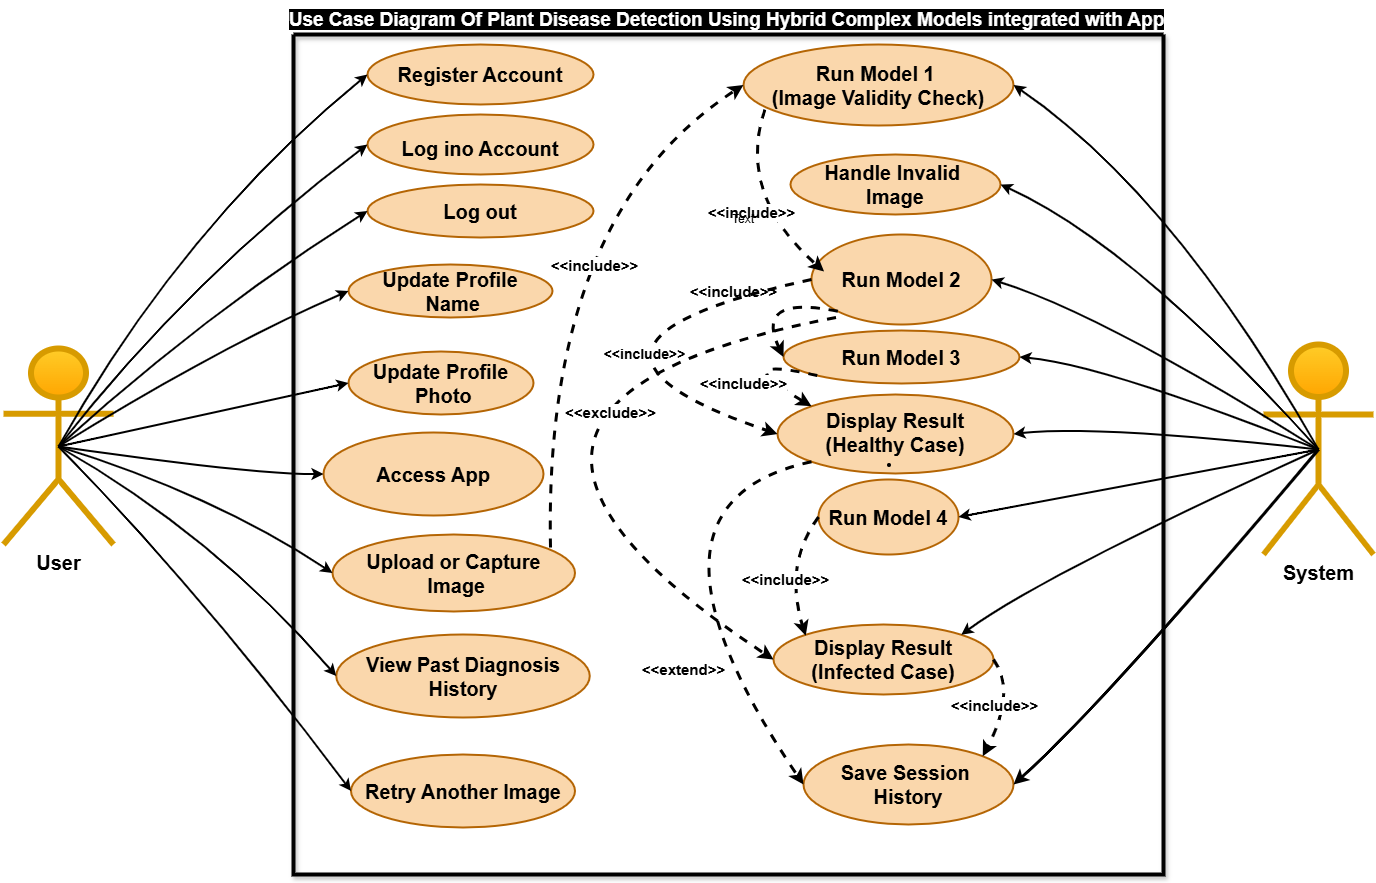 Use Case Diagram Of Plant Disease Detection Using Hybrid Complex Models integrated with App
Register Account
Log ino Account
Log out
Update Profile
Name
Update Profile
Photo
Access App
Upload or Capture
Image
View Past Diagnosis
History
Retry Another Image
User
<<include>>
Run Model 1
(Image Validity Check)
Handle Invalid
Image
<<include>>
Text
Run Model 2
<<include>>
<<include>>
Run Model 3
<<include>>
<<exclude>>
Display Result
(Healthy Case)
.
Run Model 4
<<include>>
Display Result
(Infected Case)
<<extend>>
<<include>>
Save Session
History
System